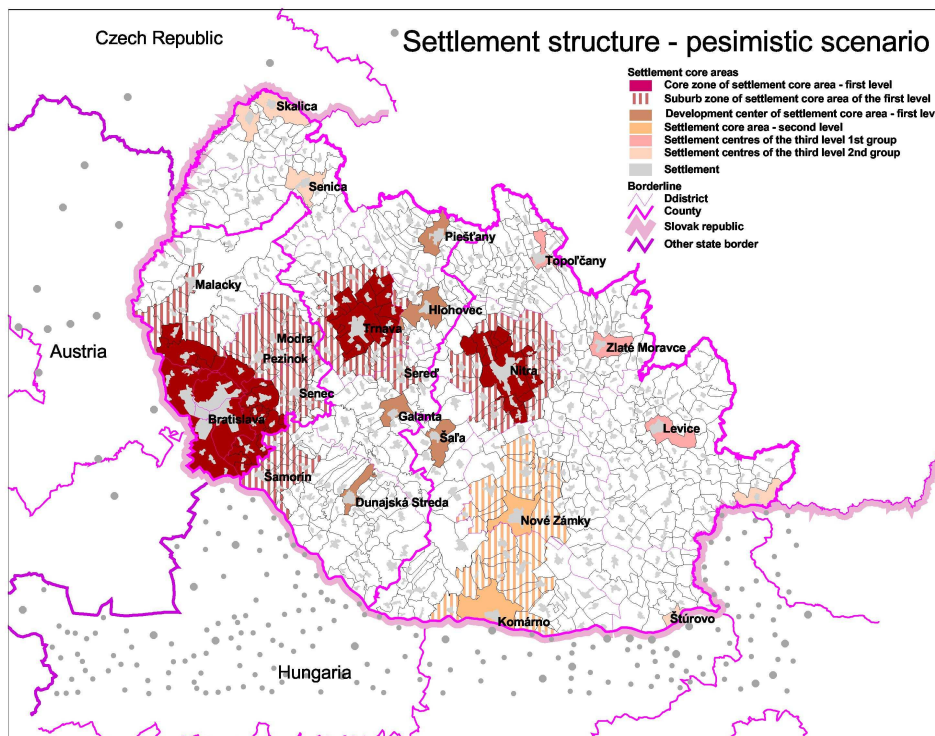 Czech Republic
Settlement structure - pesimistic scenario
Settlement core areas
Core zone of settlement core area - first level
Suburb zone of settlement core area of the first level
Development center of settlement core area - first lev
Settlement core area - second level
Settlement centres of the third level 1st group
Settlement centres of the third level 2nd group
Settlement
Borderline
Ddistrict
County
Slovak republic
Other state border
Skalica
Senica
Piešťany
Topoľčany
Malacky
Hlohovec
Trnava
Modra
Zlaté Moravce
Austria
Pezinok
Sereď
Nitra
Senec
Galanta
Bratislava
Levice
Šaľa
Šamorín
Dunajská Streda
Nové Zámky
Komárno
Štúrovo
Hungaria